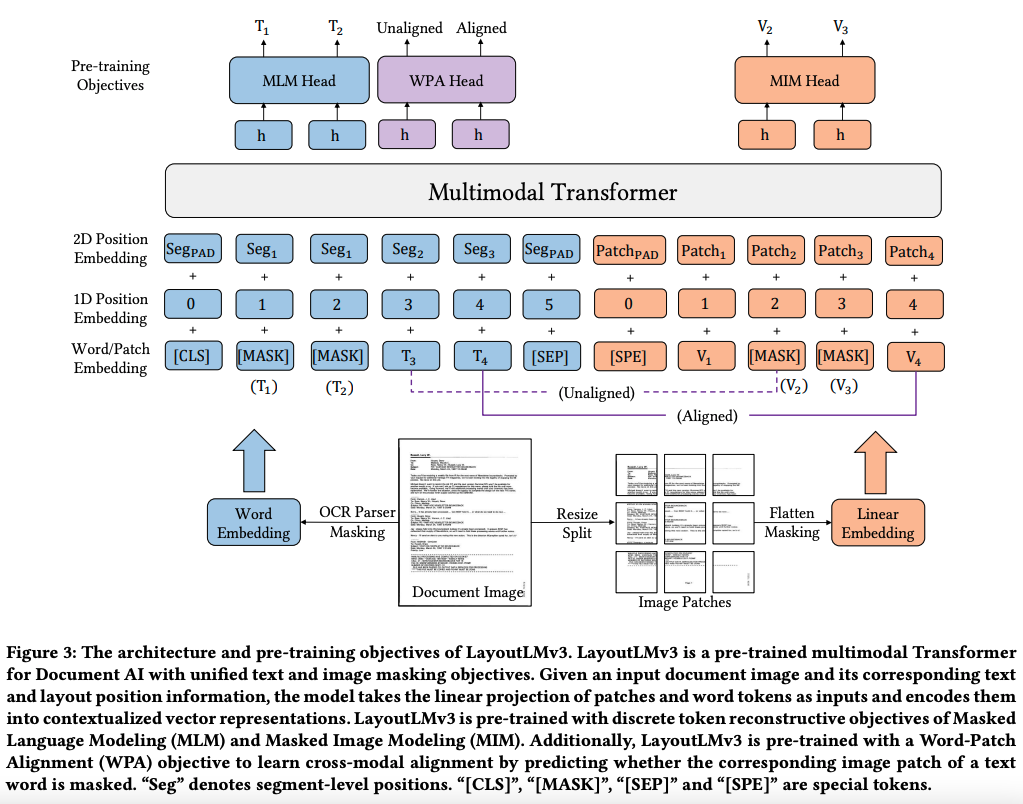 T1 T2 Unaligned Aligned V2 V3
Pre-training
Objectives
MLM Head WPA Head MIM Head
h h h h h h
Multimodal Transformer
2D Position
Embedding
SegPAD Seg1 Seg1 Seg2 Seg3 SegPAD PatchPAD Patch1 Patch2 Patch3 Patch4
+ + + + + + + + + + +
1D Position
Embedding
0 1 2 3 4 5 0 1 2 3 4
+ + + + + + + + + + +
Word/Patch
Embedding
[CLS] [MASK] [MASK] T3 T4 [SEP] [SPE] V1 [MASK] [MASK] V4
(T1) (T2) (Unaligned) (V2) (V3)
(Aligned)
Word
Embedding
OCR Parser
Masking
Document Image
Resize
Split
Image Patches
Flatten
Masking
Linear
Embedding
Figure 3: The architecture and pre-training objectives of LayoutLMv3. LayoutLMv3 is a pre-trained multimodal Transformer
for Document AI with unified text and image masking objectives. Given an input document image and its corresponding text
and layout position information, the model takes the linear projection of patches and word tokens as inputs and encodes them
into contextualized vector representations. LayoutLMv3 is pre-trained with discrete token reconstructive objectives of Masked
Language Modeling (MLM) and Masked Image Modeling (MIM). Additionally, LayoutLMv3 is pre-trained with a Word-Patch
Alignment (WPA) objective to learn cross-modal alignment by predicting whether the corresponding image patch of a text
word is masked. “Seg” denotes segment-level positions. “[CLS]”, “[MASK]”, “[SEP]” and “[SPE]” are special tokens.